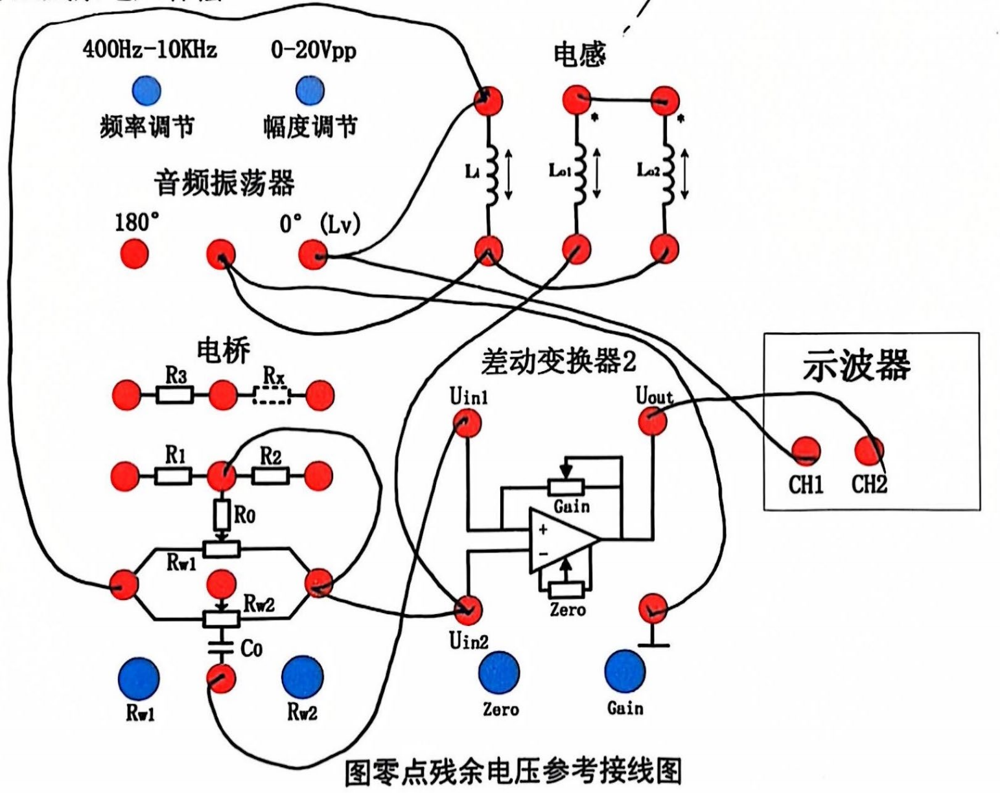 400Hz-10KHz
0-20Vpp
电感
频率调节
幅度调节
Li
Lo1
Lo2
音频振荡器
180°
0° (Lv)
电桥
差动变换器2
示波器
R3
Rx
Uin1
Uout
R1
R2
CH1
CH2
Gain
R0
+
-
Rw1
Rw2
Zero
C0
Uin2
Rw1
Rw2
Zero
Gain
图零点残余电压参考接线图